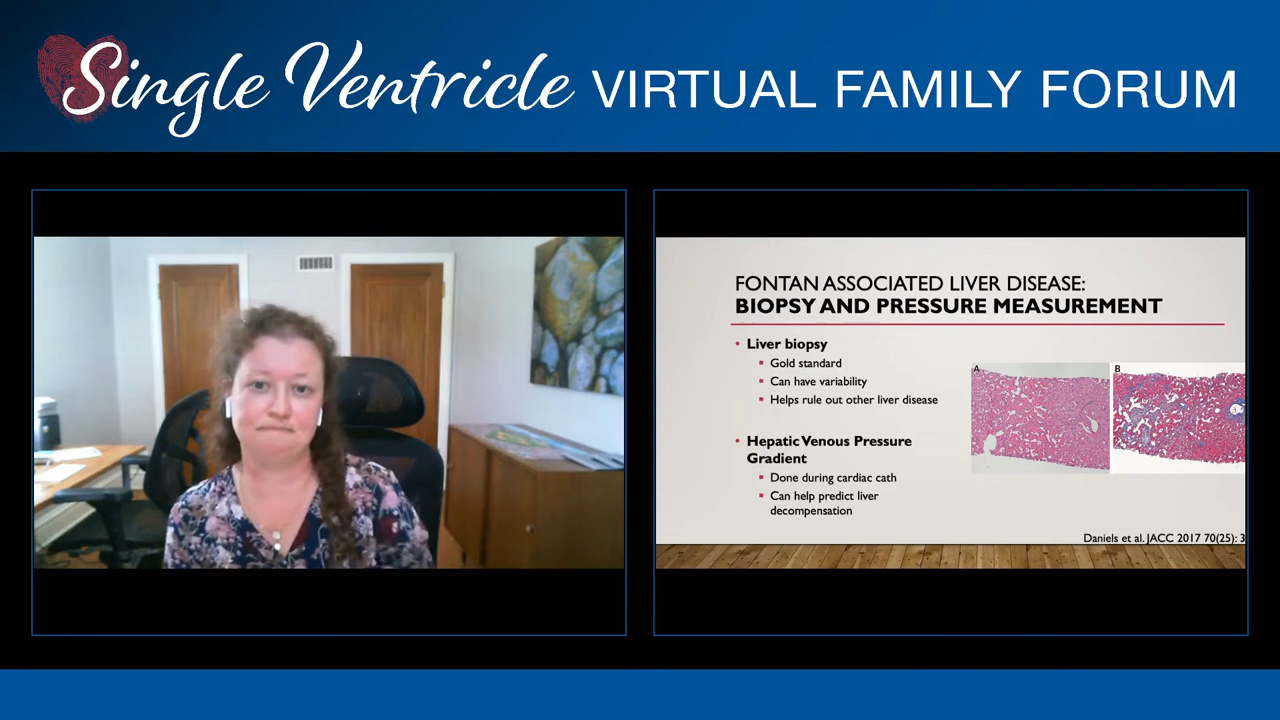 Single Ventricle VIRTUAL FAMILY FORUM
FONTAN ASSOCIATED LIVER DISEASE:
BIOPSY AND PRESSURE MEASUREMENT
• Liver biopsy
▪ Gold standard
▪ Can have variability
▪ Helps rule out other liver disease
• Hepatic Venous Pressure
Gradient
▪ Done during cardiac cath
▪ Can help predict liver
decompensation
A
B
Daniels et al. JACC 2017 70(25): 3